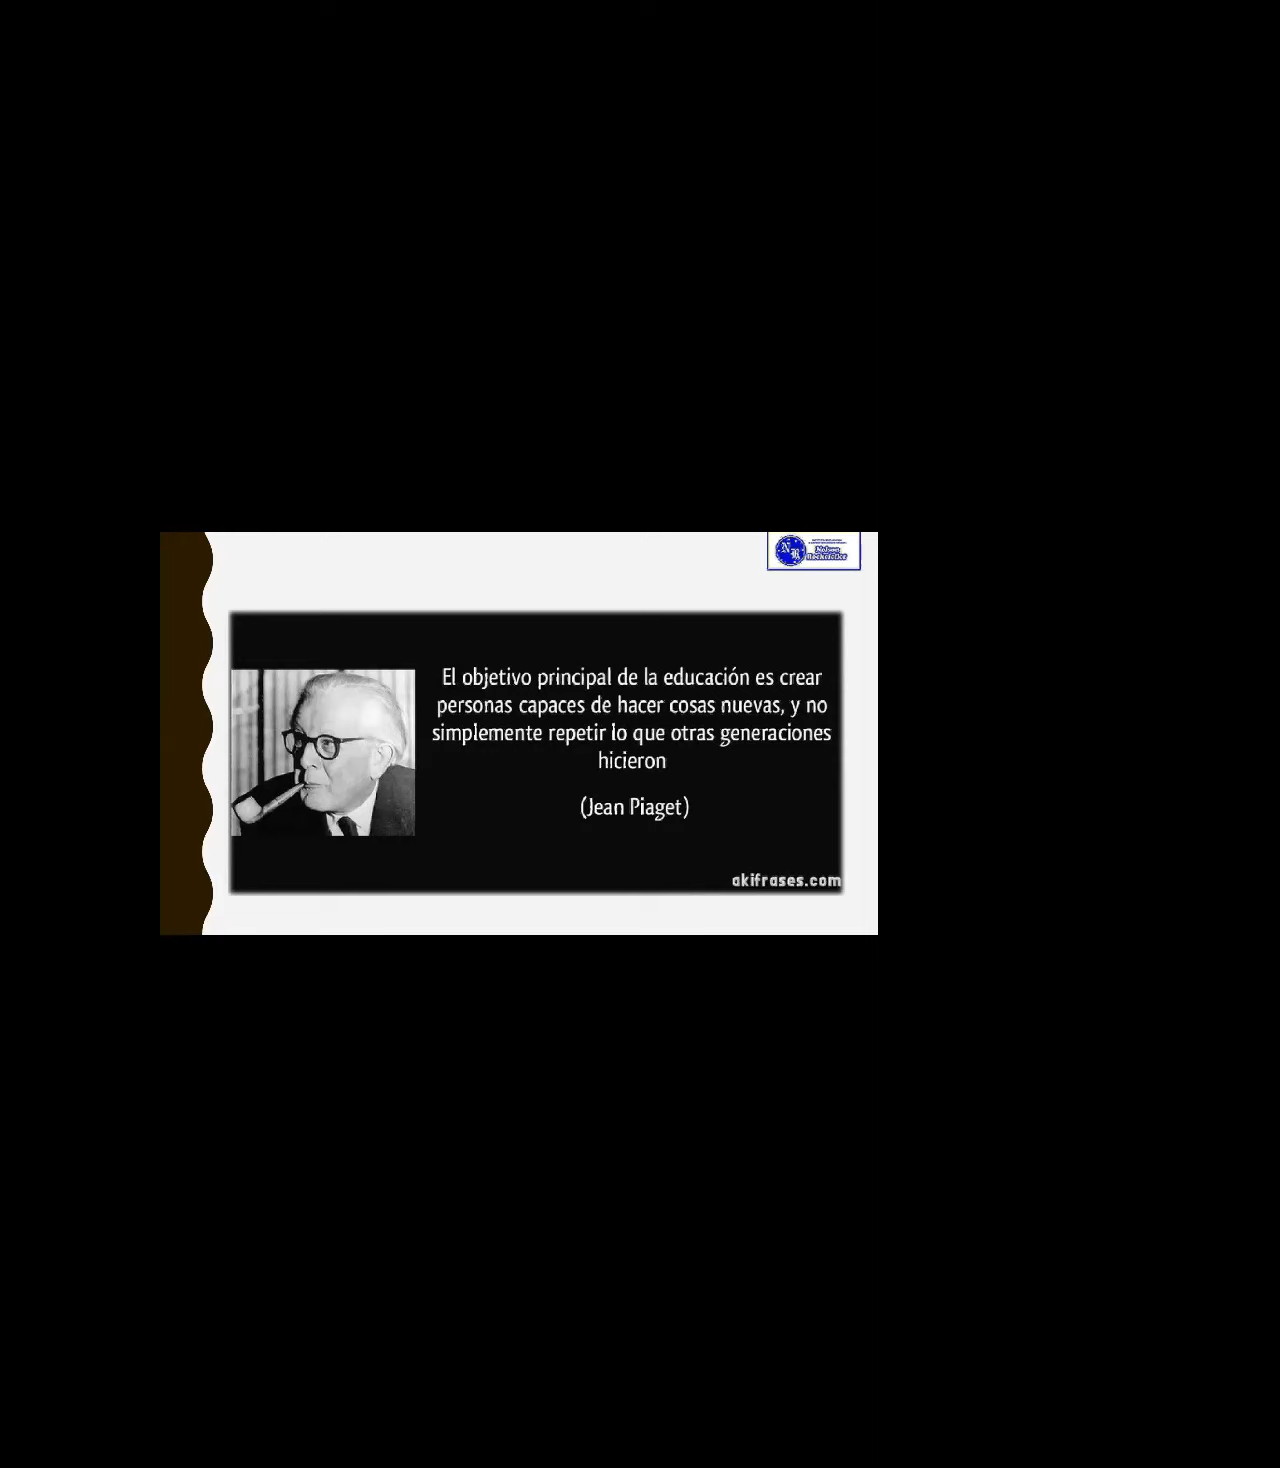 El objetivo principal de la educación es crear
personas capaces de hacer cosas nuevas, y no
simplemente repetir lo que otras generaciones
hicieron
(Jean Piaget)
akifrases.com